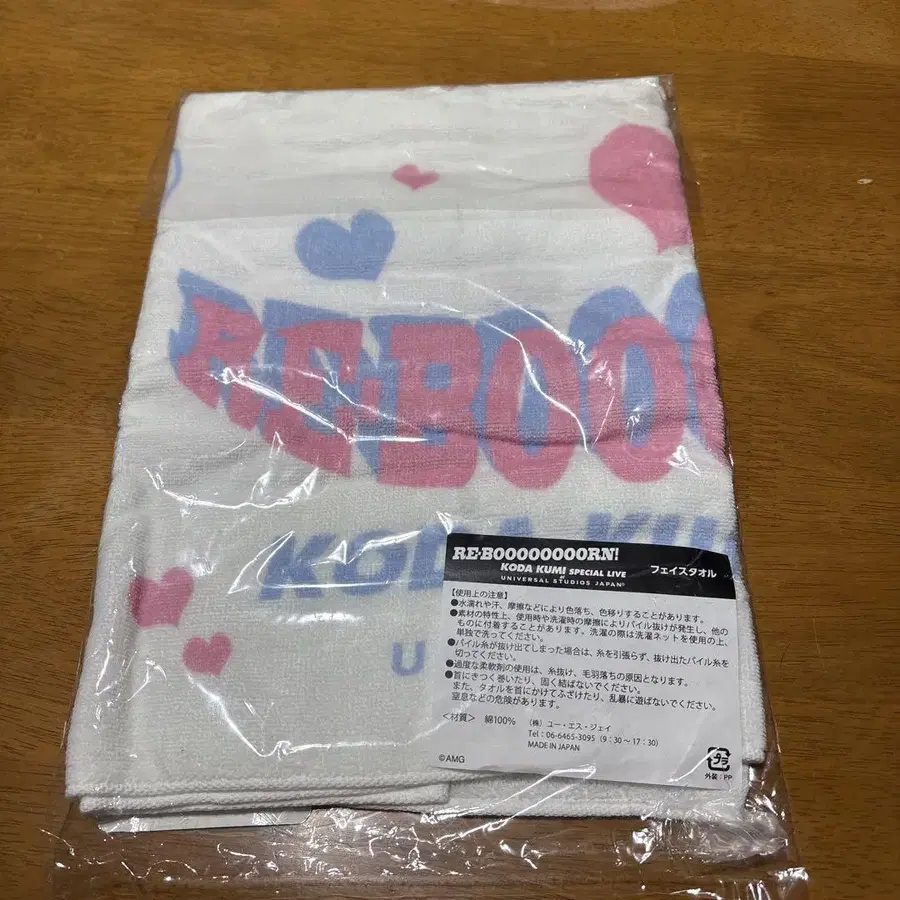 RE·BOOO
KODA KU
U
RE·BOOOOOOOORN!
KODA KUMI SPECIAL LIVE
UNIVERSAL STUDIOS JAPAN®
フェイスタオル
【使用上の注意】
●水濡れや汗、摩擦などにより色落ち、色移りすることがあります。
●素材の特性上、使用時や洗濯時の摩擦によりパイル抜けが発生し、他の
ものに付着することがあります。洗濯の際は洗濯ネットを使用の上、
単独で洗ってください。
●パイル糸が抜け出てしまった場合は、糸を引張らず、抜け出たパイル糸を
切ってください。
●過度な柔軟剤の使用は、糸抜け、毛羽落ちの原因となります。
●首にきつく巻いたり、固く結ばないでください。
また、タオルを首にかけてふざけたり、乱暴に遊ばないでください。
窒息などの危険があります。
＜材質＞ 綿100%
(株) ユー・エス・ジェイ
Tel：06-6465-3095（9：30～17：30）
MADE IN JAPAN
©AMG
プラ
外装：PP